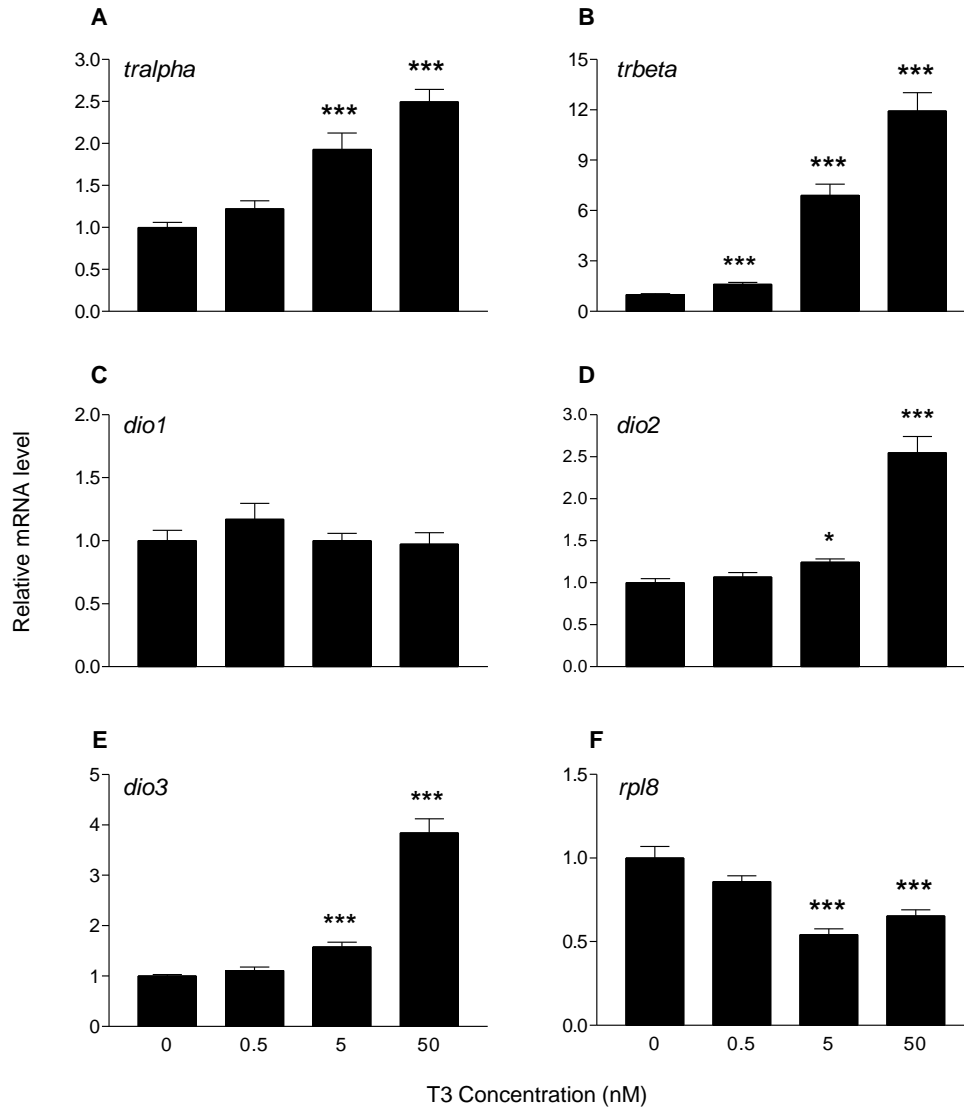 A
tralpha
***
***
3.0
2.5
2.0
1.5
1.0
0.5
0.0
B
trbeta
***
***
***
15
12
9
6
3
0
C
dio1
2.0
1.5
1.0
0.5
0.0
D
dio2
*
***
3.0
2.5
2.0
1.5
1.0
0.5
0.0
Relative mRNA level
E
dio3
***
***
5
4
3
2
1
0
0 0.5 5 50
F
rpl8
***
***
1.5
1.0
0.5
0.0
0 0.5 5 50
T3 Concentration (nM)